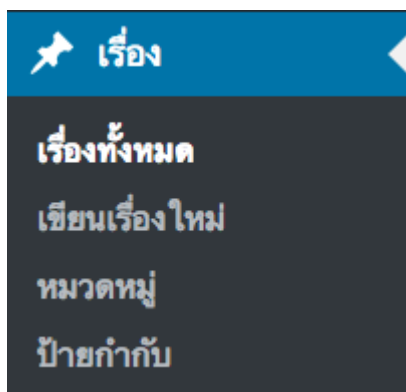 เรื่อง
เรื่องทั้งหมด
เขียนเรื่องใหม่
หมวดหมู่
ป้ายกำกับ